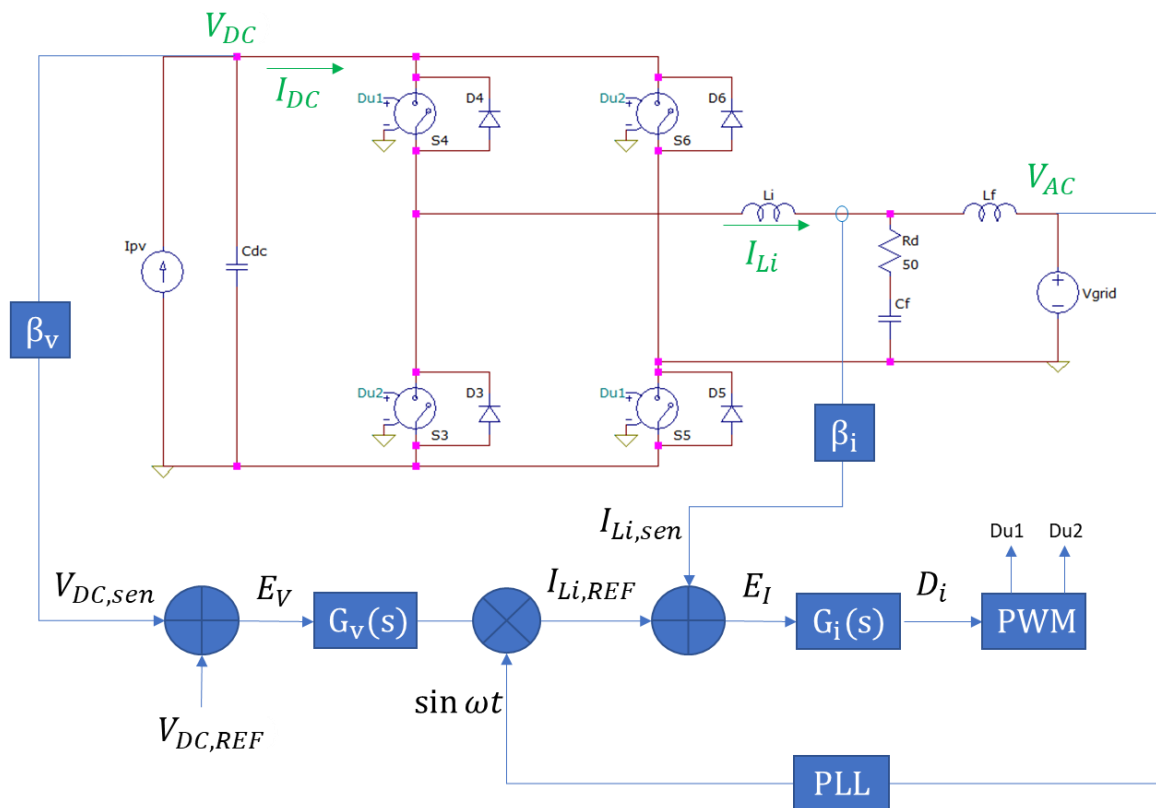 V_DC
I_DC
Du1
D4
S4
Du2
D6
S6
V_AC
Li
Lf
I_Li
Ipv
Cdc
Rd
50
Cf
Vgrid
β_v
Du2
D3
S3
Du1
D5
S5
β_i
I_Li,sen
Du1 Du2
V_DC,sen
E_V
G_v(s)
I_Li,REF
E_I
G_i(s)
D_i
PWM
sin ωt
V_DC,REF
PLL